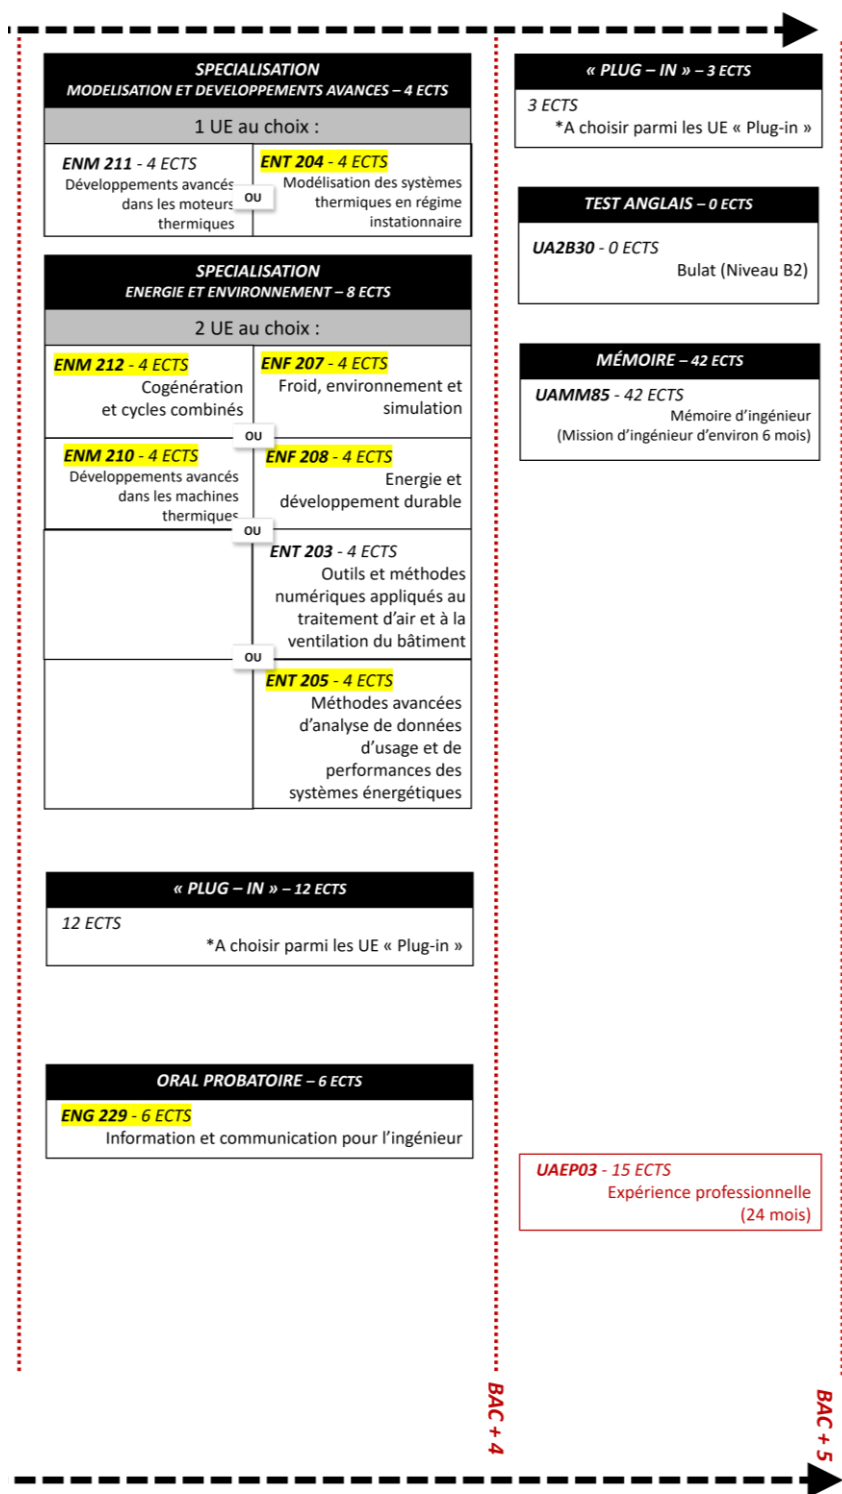 SPECIALISATION
MODELISATION ET DEVELOPPEMENTS AVANCES – 4 ECTS
1 UE au choix :
ENM 211 - 4 ECTS
Développements avancés
dans les moteurs
thermiques
OU
ENT 204 - 4 ECTS
Modélisation des systèmes
thermiques en régime
instationnaire
SPECIALISATION
ENERGIE ET ENVIRONNEMENT – 8 ECTS
2 UE au choix :
ENM 212 - 4 ECTS
Cogénération
et cycles combinés
ENF 207 - 4 ECTS
Froid, environnement et
simulation
OU
ENM 210 - 4 ECTS
Développements avancés
dans les machines
thermiques
ENF 208 - 4 ECTS
Energie et
développement durable
OU
ENT 203 - 4 ECTS
Outils et méthodes
numériques appliqués au
traitement d'air et à la
ventilation du bâtiment
OU
ENT 205 - 4 ECTS
Méthodes avancées
d'analyse de données
d'usage et de
performances des
systèmes énergétiques
« PLUG – IN » – 12 ECTS
12 ECTS
*A choisir parmi les UE « Plug-in »
ORAL PROBATOIRE – 6 ECTS
ENG 229 - 6 ECTS
Information et communication pour l'ingénieur
BAC + 4
« PLUG – IN » – 3 ECTS
3 ECTS
*A choisir parmi les UE « Plug-in »
TEST ANGLAIS – 0 ECTS
UA2B30 - 0 ECTS
Bulat (Niveau B2)
MÉMOIRE – 42 ECTS
UAMM85 - 42 ECTS
Mémoire d'ingénieur
(Mission d'ingénieur d'environ 6 mois)
UAEP03 - 15 ECTS
Expérience professionnelle
(24 mois)
BAC + 5